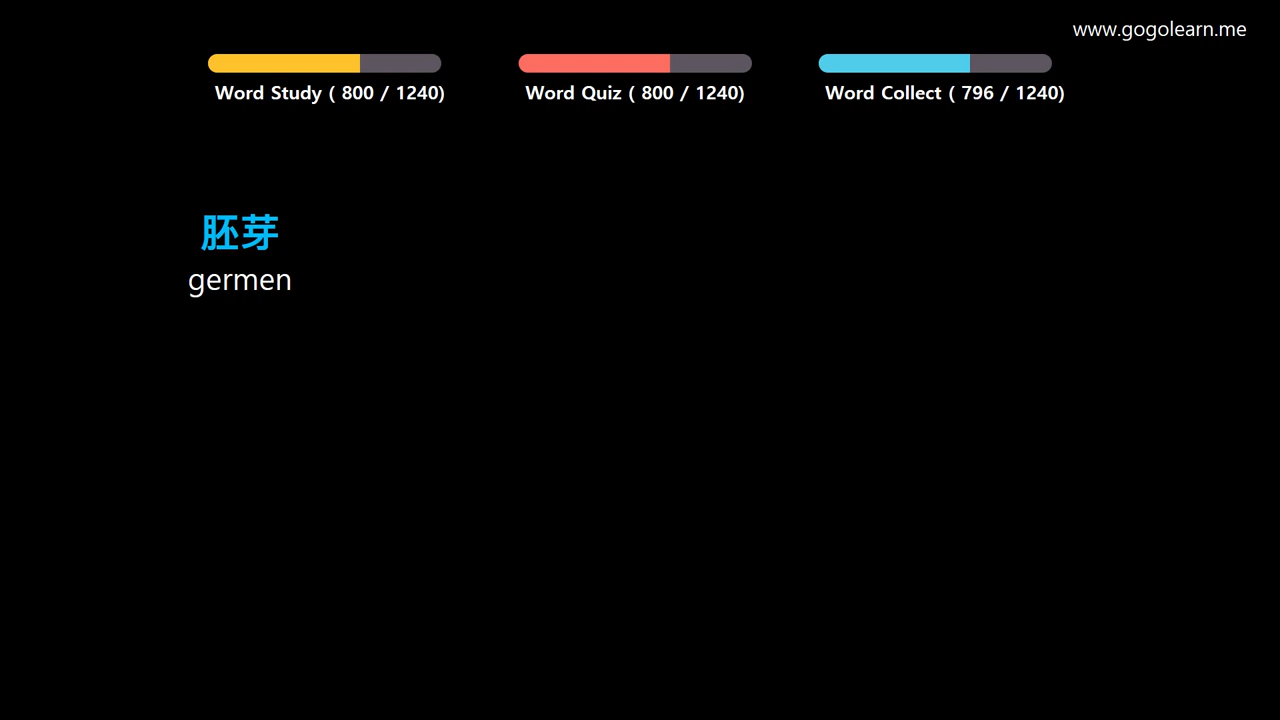 www.gogolearn.me
Word Study ( 800 / 1240)
Word Quiz ( 800 / 1240)
Word Collect ( 796 / 1240)
胚芽
germen